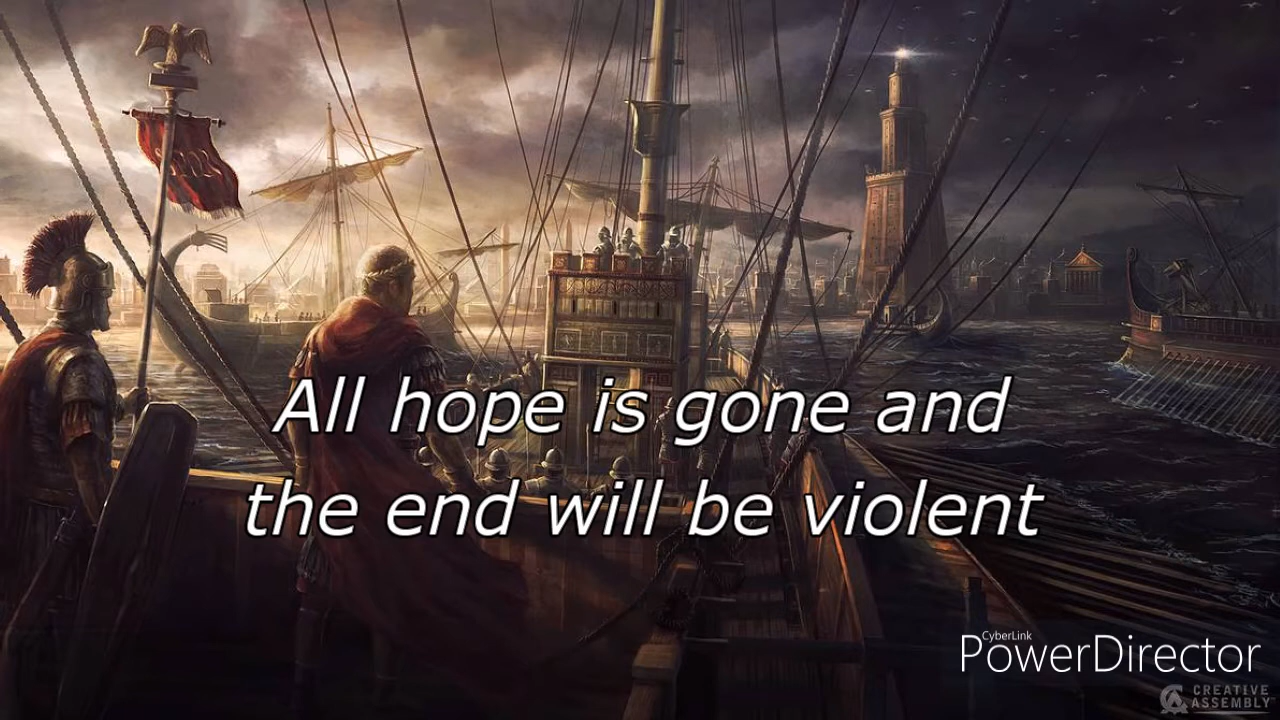 All hope is gone and
the end will be violent
CyberLink
PowerDirector
CREATIVE
ASSEMBLY